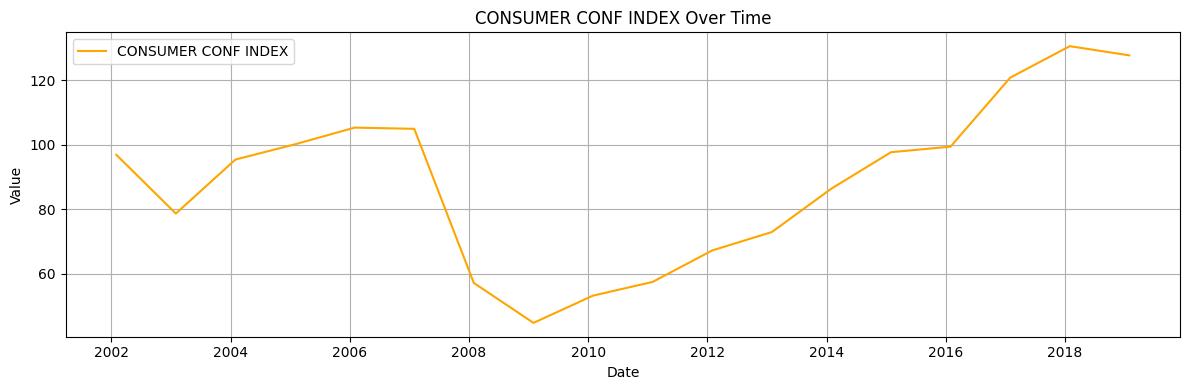 CONSUMER CONF INDEX Over Time
CONSUMER CONF INDEX
Value
120
100
80
60
2002 2004 2006 2008 2010 2012 2014 2016 2018
Date